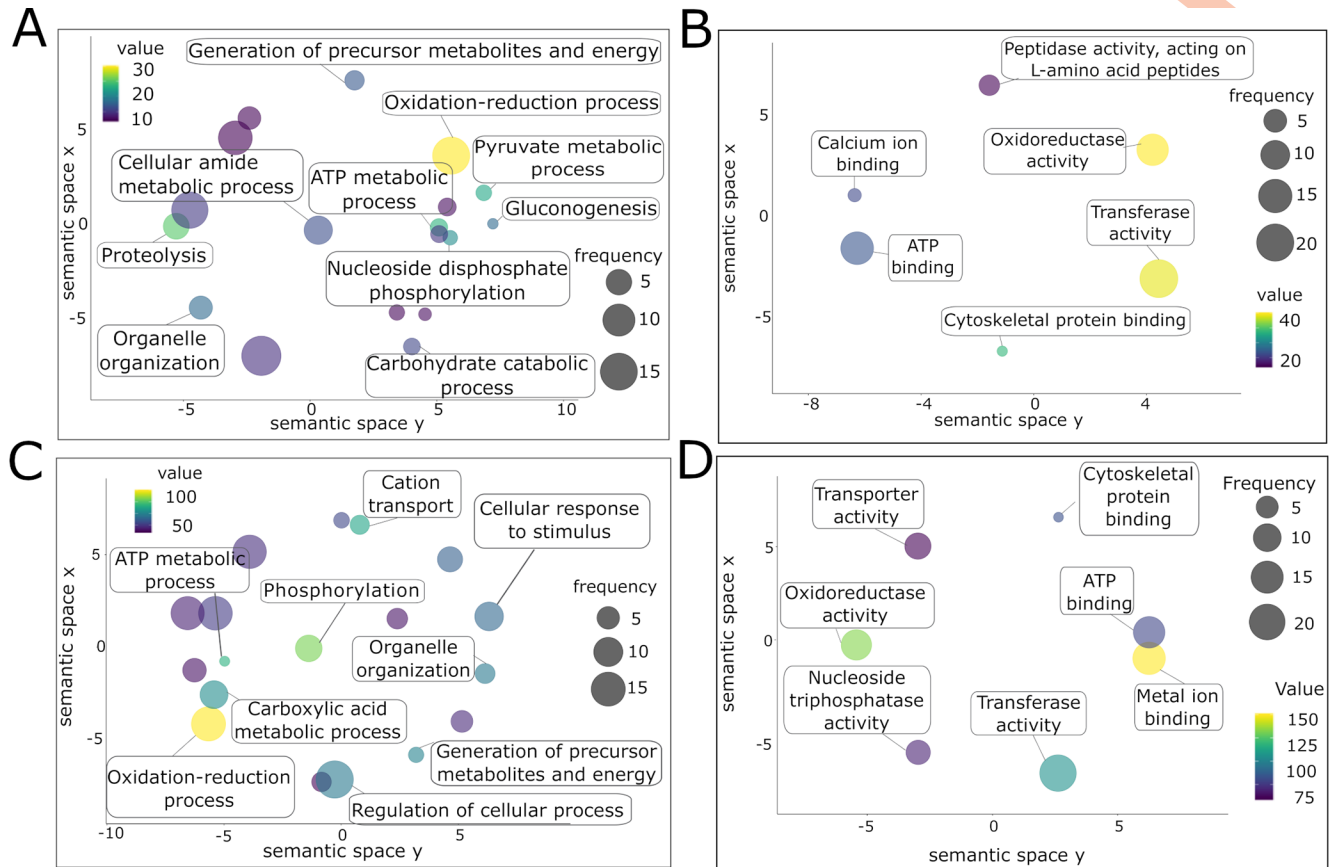 A
value
30
20
10
Generation of precursor metabolites and energy
Oxidation-reduction process
Pyruvate metabolic
process
Cellular amide
metabolic process
ATP metabolic
process
Gluconogenesis
Proteolysis
Nucleoside disphosphate
phosphorylation
Organelle
organization
Carbohydrate catabolic
process
frequency
5
10
15
5
0
-5
semantic space x
-5
0
5
10
semantic space y
B
Peptidase activity, acting on
L-amino acid peptides
Calcium ion
binding
Oxidoreductase
activity
Transferase
activity
ATP
binding
Cytoskeletal protein binding
frequency
5
10
15
20
value
40
20
5
0
-5
semantic space x
-8
-4
0
4
semantic space y
C
value
100
50
Cation
transport
Cellular response
to stimulus
ATP metabolic
process
Phosphorylation
Organelle
organization
Carboxylic acid
metabolic process
Generation of precursor
metabolites and energy
Oxidation-reduction
process
Regulation of cellular process
frequency
5
10
15
5
0
-5
semantic space x
-10
-5
0
5
semantic space y
D
Transporter
activity
Cytoskeletal
protein
binding
Oxidoreductase
activity
ATP
binding
Nucleoside
triphosphatase
activity
Transferase
activity
Metal ion
binding
Frequency
5
10
15
20
Value
150
125
100
75
5
0
-5
semantic space x
-5
0
5
semantic space y